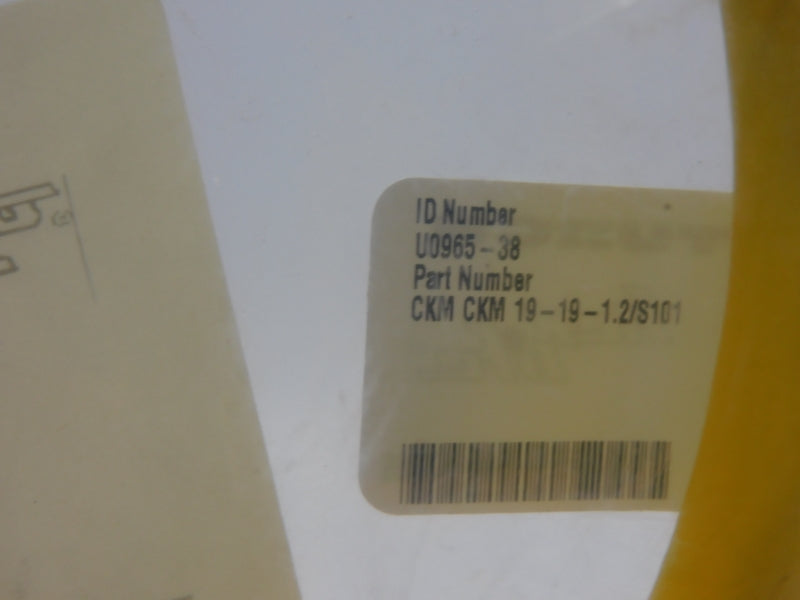 ID Number
U0965-38
Part Number
CKM CKM 19-19-1.2/S101